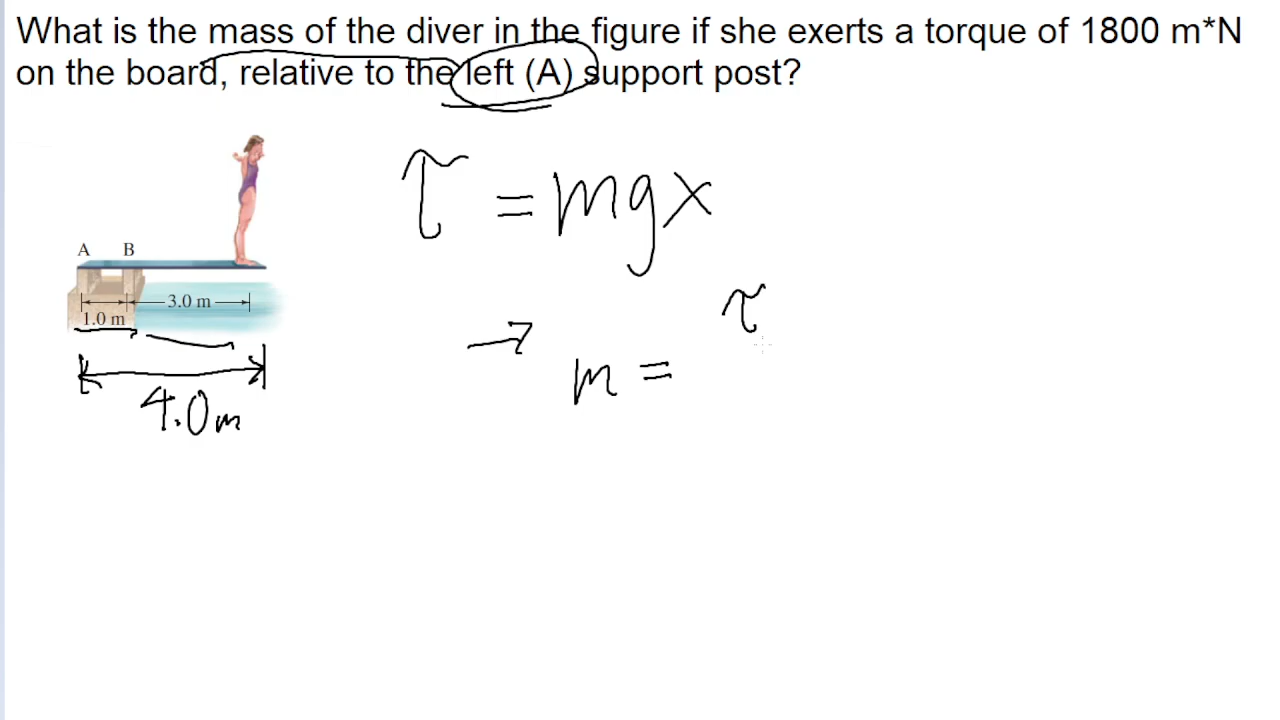 What is the mass of the diver in the figure if she exerts a torque of 1800 m*N
on the board, relative to the left (A) support post?
τ = mgx
A B
3.0 m
1.0 m
τ
→ m =
4.0m